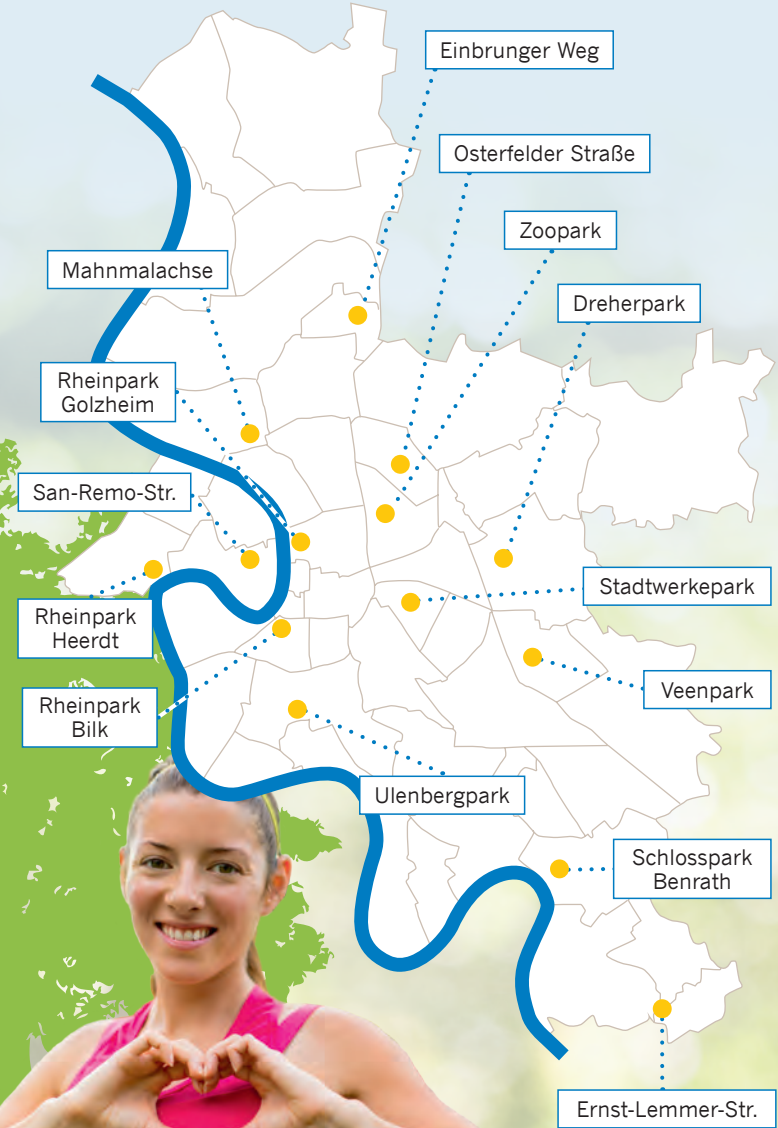 Einbrunger Weg
Osterfelder Straße
Zoopark
Mahnmalachse
Dreherpark
Rheinpark
Golzheim
San-Remo-Str.
Stadtwerkepark
Rheinpark
Heerdt
Veenpark
Rheinpark
Bilk
Ulenbergpark
Schlosspark
Benrath
Ernst-Lemmer-Str.